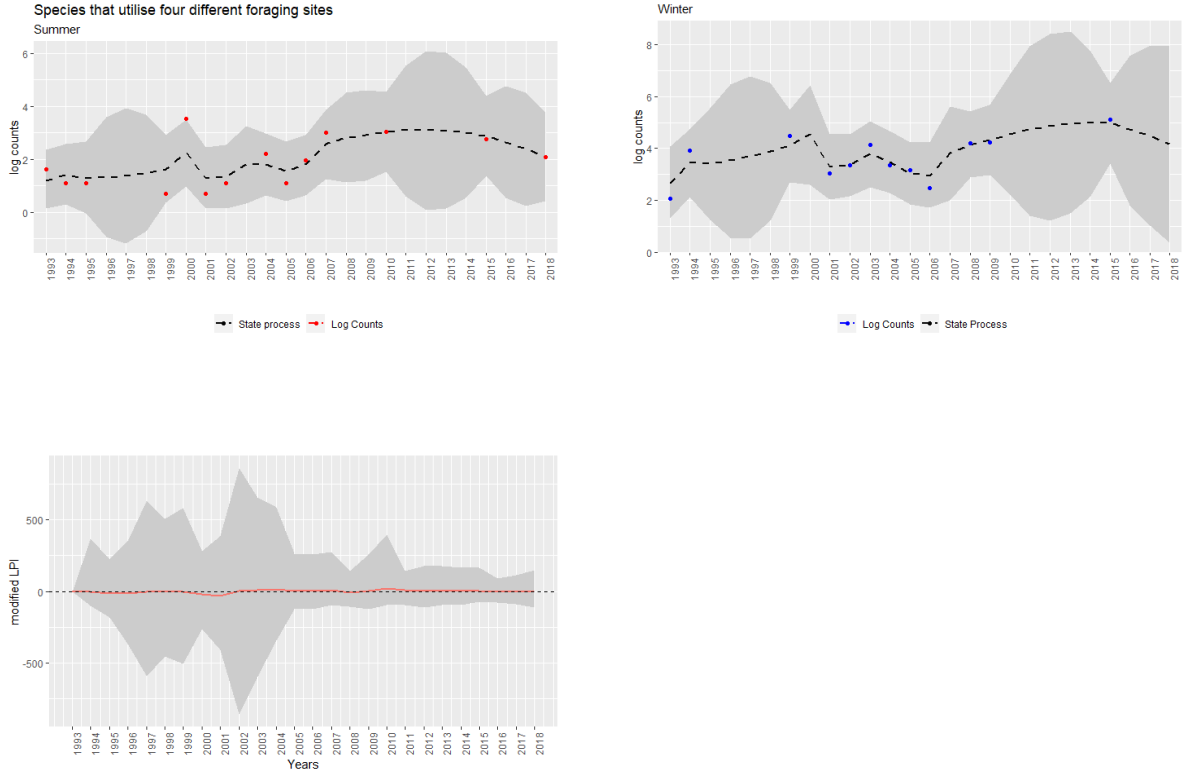 Species that utilise four different foraging sites
Summer
log counts
6
4
2
0
1993 1994 1995 1996 1997 1998 1999 2000 2001 2002 2003 2004 2005 2006 2007 2008 2009 2010 2011 2012 2013 2014 2015 2016 2017 2018
State process Log Counts
Winter
log counts
8
6
4
2
0
1993 1994 1995 1996 1997 1998 1999 2000 2001 2002 2003 2004 2005 2006 2007 2008 2009 2010 2011 2012 2013 2014 2015 2016 2017 2018
Log Counts State Process
modified LPI
500
0
-500
1993 1994 1995 1996 1997 1998 1999 2000 2001 2002 2003 2004 2005 2006 2007 2008 2009 2010 2011 2012 2013 2014 2015 2016 2017 2018
Years